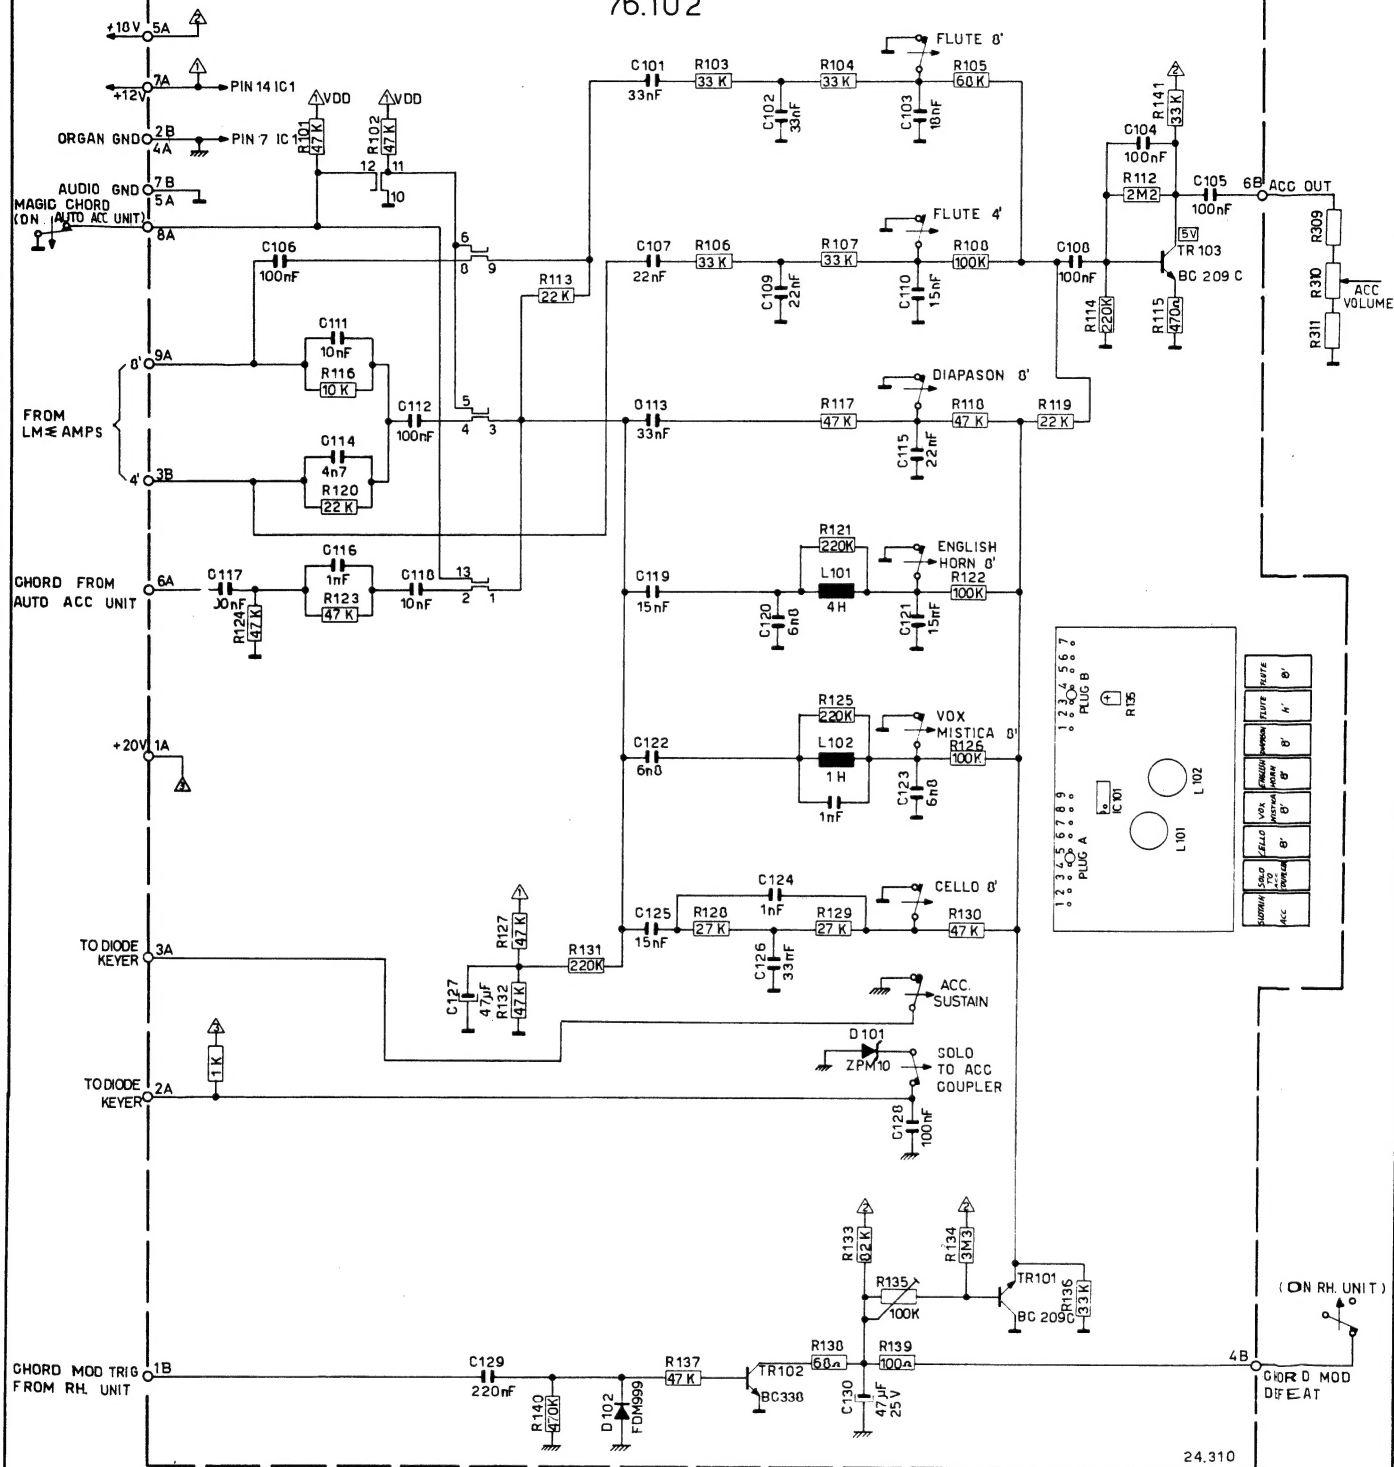 76.102
+18V 5A 2
7A 1
+12V PIN 14 IC1
ORGAN GND 2B
4A PIN 7 IC1
AUDIO GND 7B
5A
MAGIC CHORD
(ON AUTO ACC UNIT)
8A
1 VDD
1 VDD
R101 47K
R102 47K
12 11
10
C106
100nF
6
8 9
R113
22K
C101
33nF
R103
33K
C102 33nF
R104
33K
C103 18nF
FLUTE 8'
R105
68K
C107
22nF
R106
33K
C109 22nF
R107
33K
C110 15nF
FLUTE 4'
R108
100K
C108
100nF
2
R141 33K
C104
100nF
R112
2M2
5V
TR103
BC 209 C
R114 220K
R115 470Ω
C105
100nF
6B ACC OUT
R309
R310
R311
ACC
VOLUME
8' 9A
FROM
LM AMPS
4' 3B
C111
10nF
R116
10K
C112
100nF
C114
4n7
R120
22K
5
4 3
C113
33nF
R117
47K
C115 22nF
DIAPASON 8'
R118
47K
R119
22K
CHORD FROM
AUTO ACC UNIT
6A
C117
00nF
R124 47K
C116
1nF
R123
47K
C118
10nF
13
2 1
C119
15nF
C120 6n8
R121
220K
L101
4H
C121 15nF
ENGLISH
HORN 8'
R122
100K
+20V 1A
3
C122
6n8
R125
220K
L102
1H
1nF
C123 6n8
VOX
MISTICA 8'
R126
100K
1 2 3 4 5 6 7
PLUG B
R135
1 2 3 4 5 6 7 8 9
PLUG A
IC101
L102
L101
FLUTE 8'
FLUTE 4'
DIAPASON 8'
ENGLISH HORN 8'
VOX MISTICA 8'
CELLO 8'
SOLO TO ACC COUPLER
SUSTAIN ACC
TO DIODE
KEYER
3A
1
R127 47K
C127 47µF
R132 47K
R131
220K
C125
15nF
R128
27K
C124
1nF
C126 33nF
R129
27K
CELLO 8'
R130
47K
ACC.
SUSTAIN
D101
ZPM10
SOLO
TO ACC
COUPLER
3
1K
TO DIODE
KEYER
2A
C128 100nF
2
R133 82K
2
R134 3M3
R135
100K
TR101
BC 209C
R136 33K
CHORD MOD TRIG
FROM RH. UNIT
1B
C129
220nF
R140 470K
D102 FDM999
R137
47K
TR102
BC338
R138
68Ω
R139
100Ω
C130 47µF 25V
4B
(ON RH. UNIT)
CHORD MOD
DEFEAT
24.310